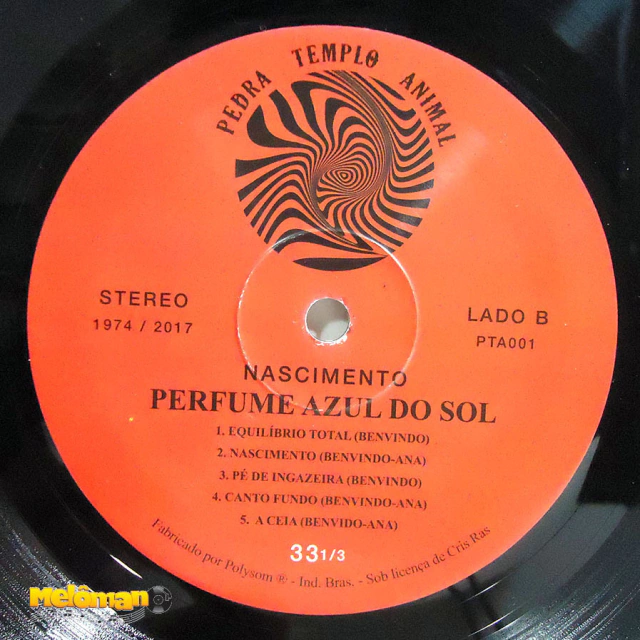 PEDRA TEMPLO ANIMAL
STEREO
1974 / 2017
LADO B
PTA001
NASCIMENTO
PERFUME AZUL DO SOL
1. EQUILÍBRIO TOTAL (BENVINDO)
2. NASCIMENTO (BENVINDO-ANA)
3. PÉ DE INGAZEIRA (BENVINDO)
4. CANTO FUNDO (BENVINDO-ANA)
5. A CEIA (BENVIDO-ANA)
33 1/3
Fabricado por Polysom ® - Ind. Bras. - Sob licença de Cris Ras
Melôman